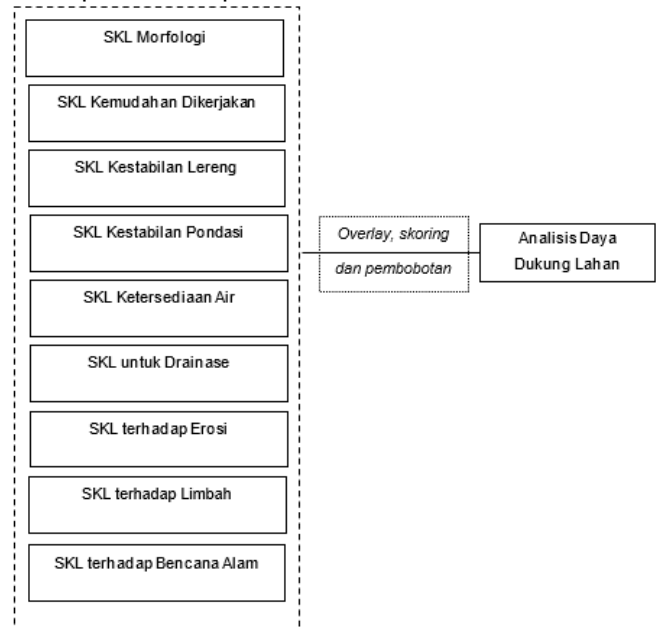 SKL Morfologi
SKL Kemudahan Dikerjakan
SKL Kestabilan Lereng
SKL Kestabilan Pondasi
SKL Ketersediaan Air
SKL untuk Drainase
SKL terhadap Erosi
SKL terhadap Limbah
SKL terhadap Bencana Alam
Overlay, skoring
dan pembobotan
Analisis Daya
Dukung Lahan